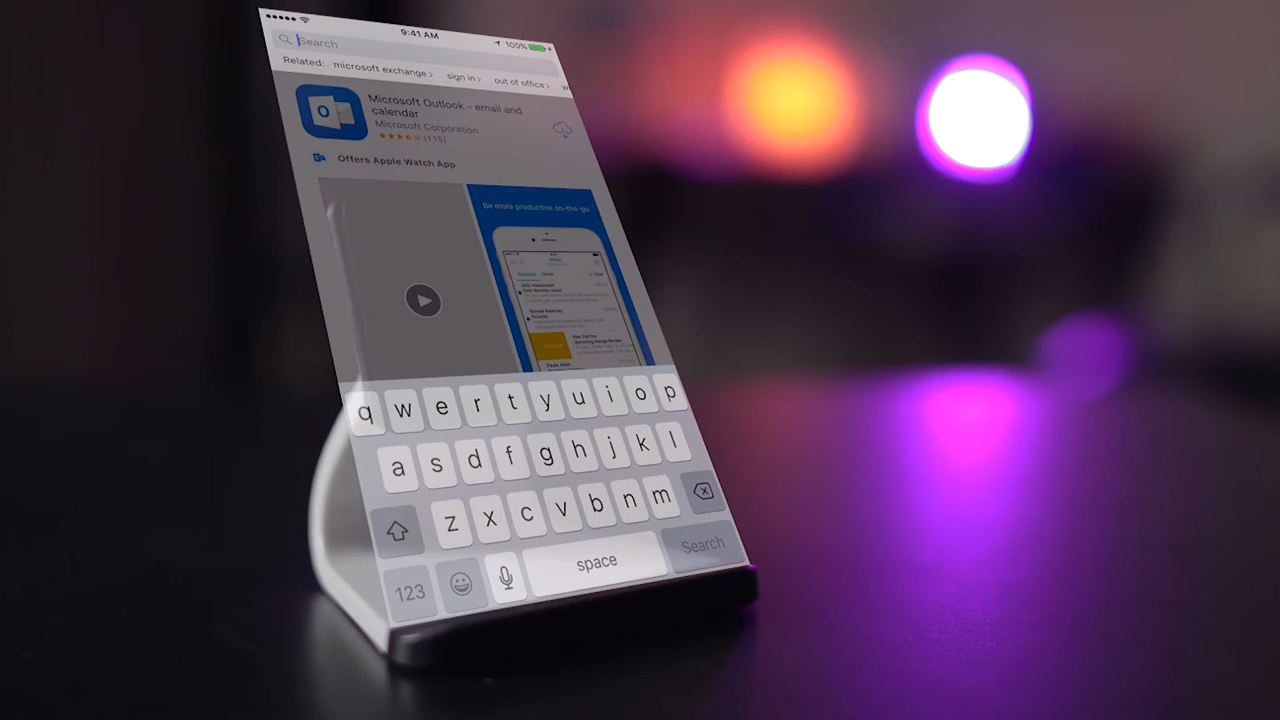 9:41 AM
100%
Search
Related: microsoft exchange› sign in› out of office› w
Microsoft Outlook - email and
calendar
Microsoft Corporation
(115)
Offers Apple Watch App
Be more productive on-the-go
q w e r t y u i o p
a s d f g h j k l
z x c v b n m
123 space Search